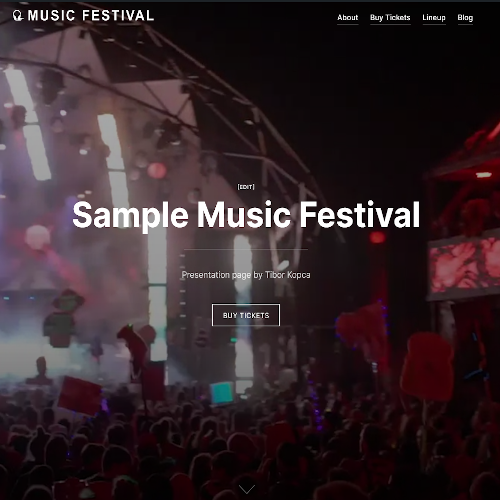 MUSIC FESTIVAL
About Buy Tickets Lineup Blog
[EDIT]
Sample Music Festival
Presentation page by Tibor Kopca
BUY TICKETS